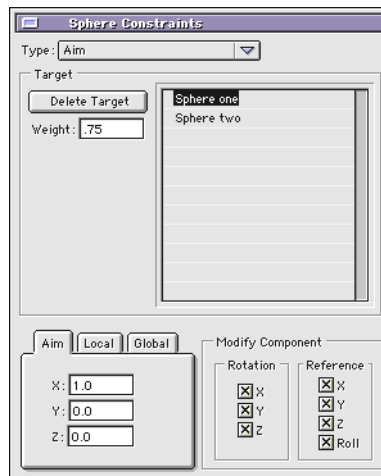 Sphere Constraints
Type: Aim
Target
Delete Target
Weight: .75
Sphere one
Sphere two
Aim Local Global
X: 1.0
Y: 0.0
Z: 0.0
Modify Component
Rotation
X
Y
Z
Reference
X
Y
Z
Roll